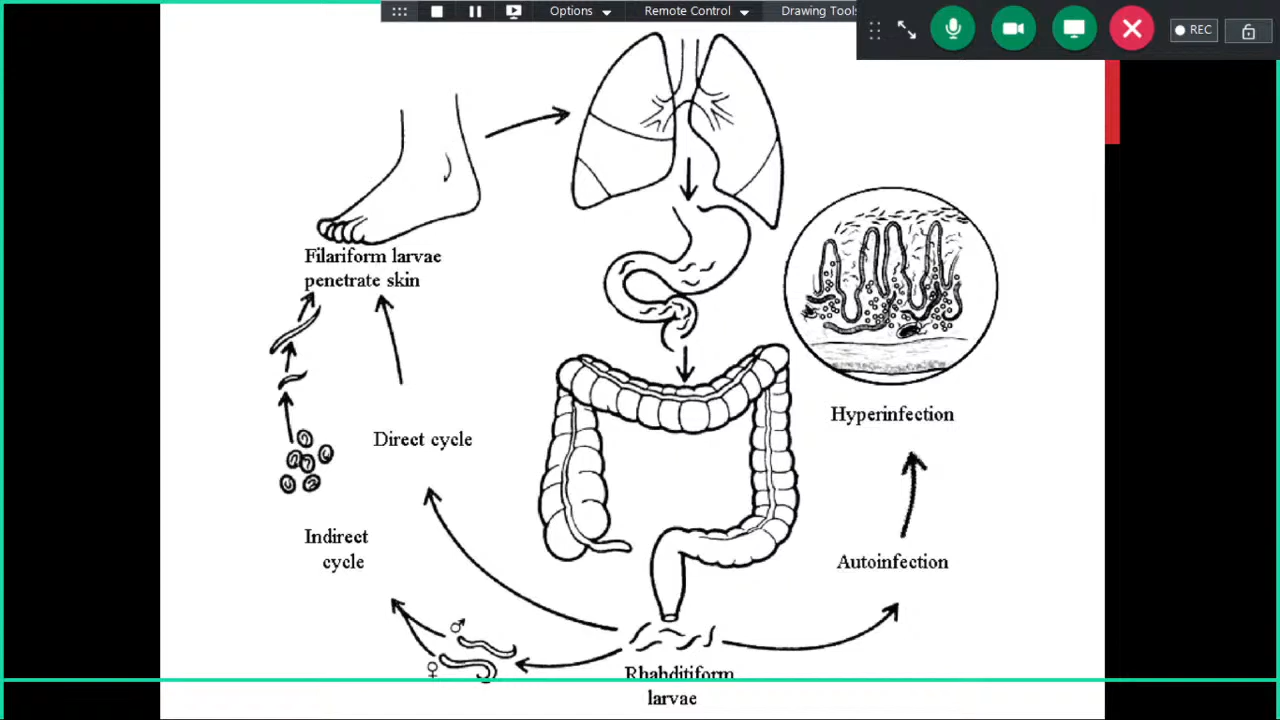 Options
Remote Control
Drawing Tools
REC
Filariform larvae
penetrate skin
Hyperinfection
Direct cycle
Indirect
cycle
Autoinfection
♂
♀
Rhabditiform
larvae